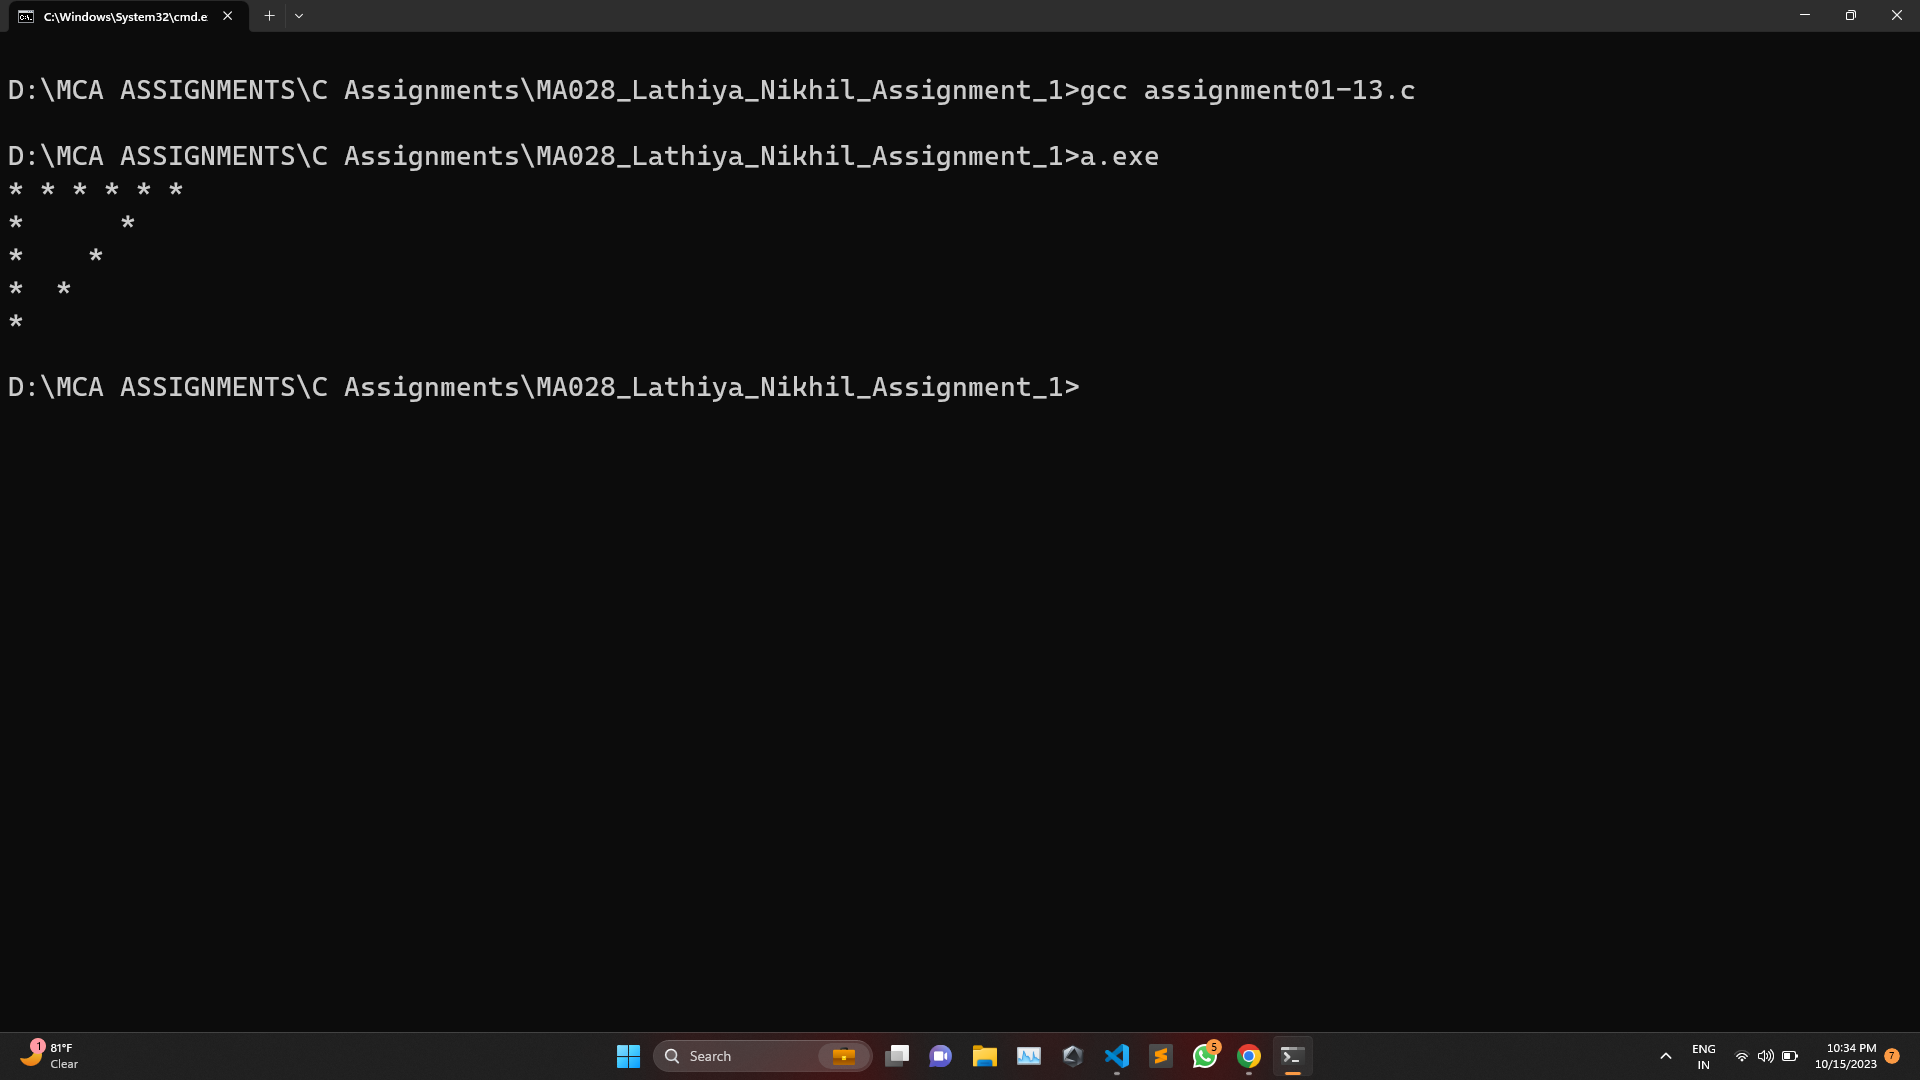 C:\Windows\System32\cmd.e
D:\MCA ASSIGNMENTS\C Assignments\MA028_Lathiya_Nikhil_Assignment_1>gcc assignment01-13.c
D:\MCA ASSIGNMENTS\C Assignments\MA028_Lathiya_Nikhil_Assignment_1>a.exe
* * * * * *
*      *
*    *
*  *
*
D:\MCA ASSIGNMENTS\C Assignments\MA028_Lathiya_Nikhil_Assignment_1>
1
81°F
Clear
Search
5
ENG
IN
10:34 PM
10/15/2023
7